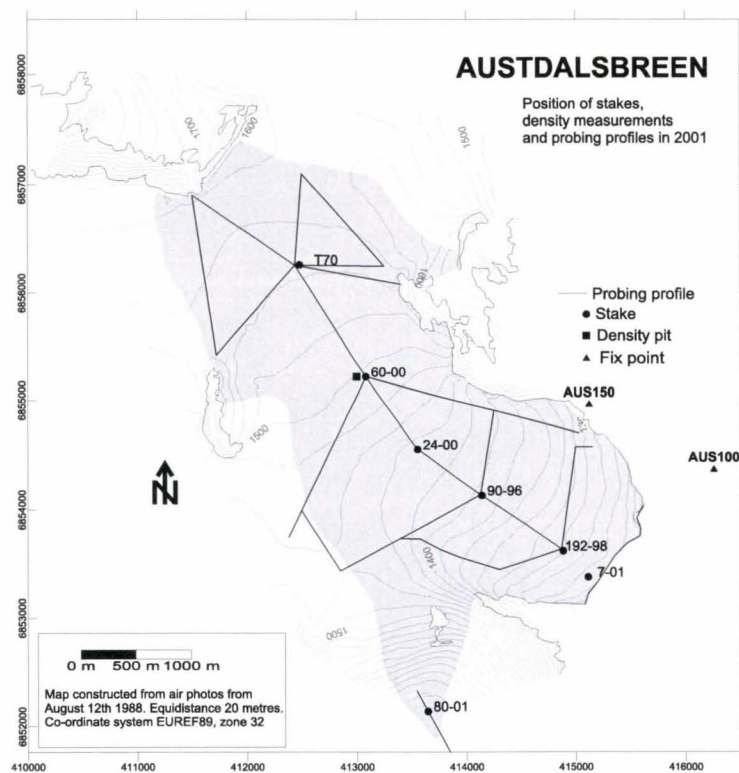 AUSTDALSBREEN
Position of stakes,
density measurements
and probing profiles in 2001
6858000
6857000
6856000
6855000
6854000
6853000
6852000
1700
1600
1500
T70
1600
Probing profile
Stake
Density pit
Fix point
60-00
AUS150
1500
24-00
AUS100
90-96
N
192-98
1400
7-01
1500
0 m 500 m 1000 m
Map constructed from air photos from
August 12th 1988. Equidistance 20 metres.
Co-ordinate system EUREF89, zone 32
80-01
410000 411000 412000 413000 414000 415000 416000